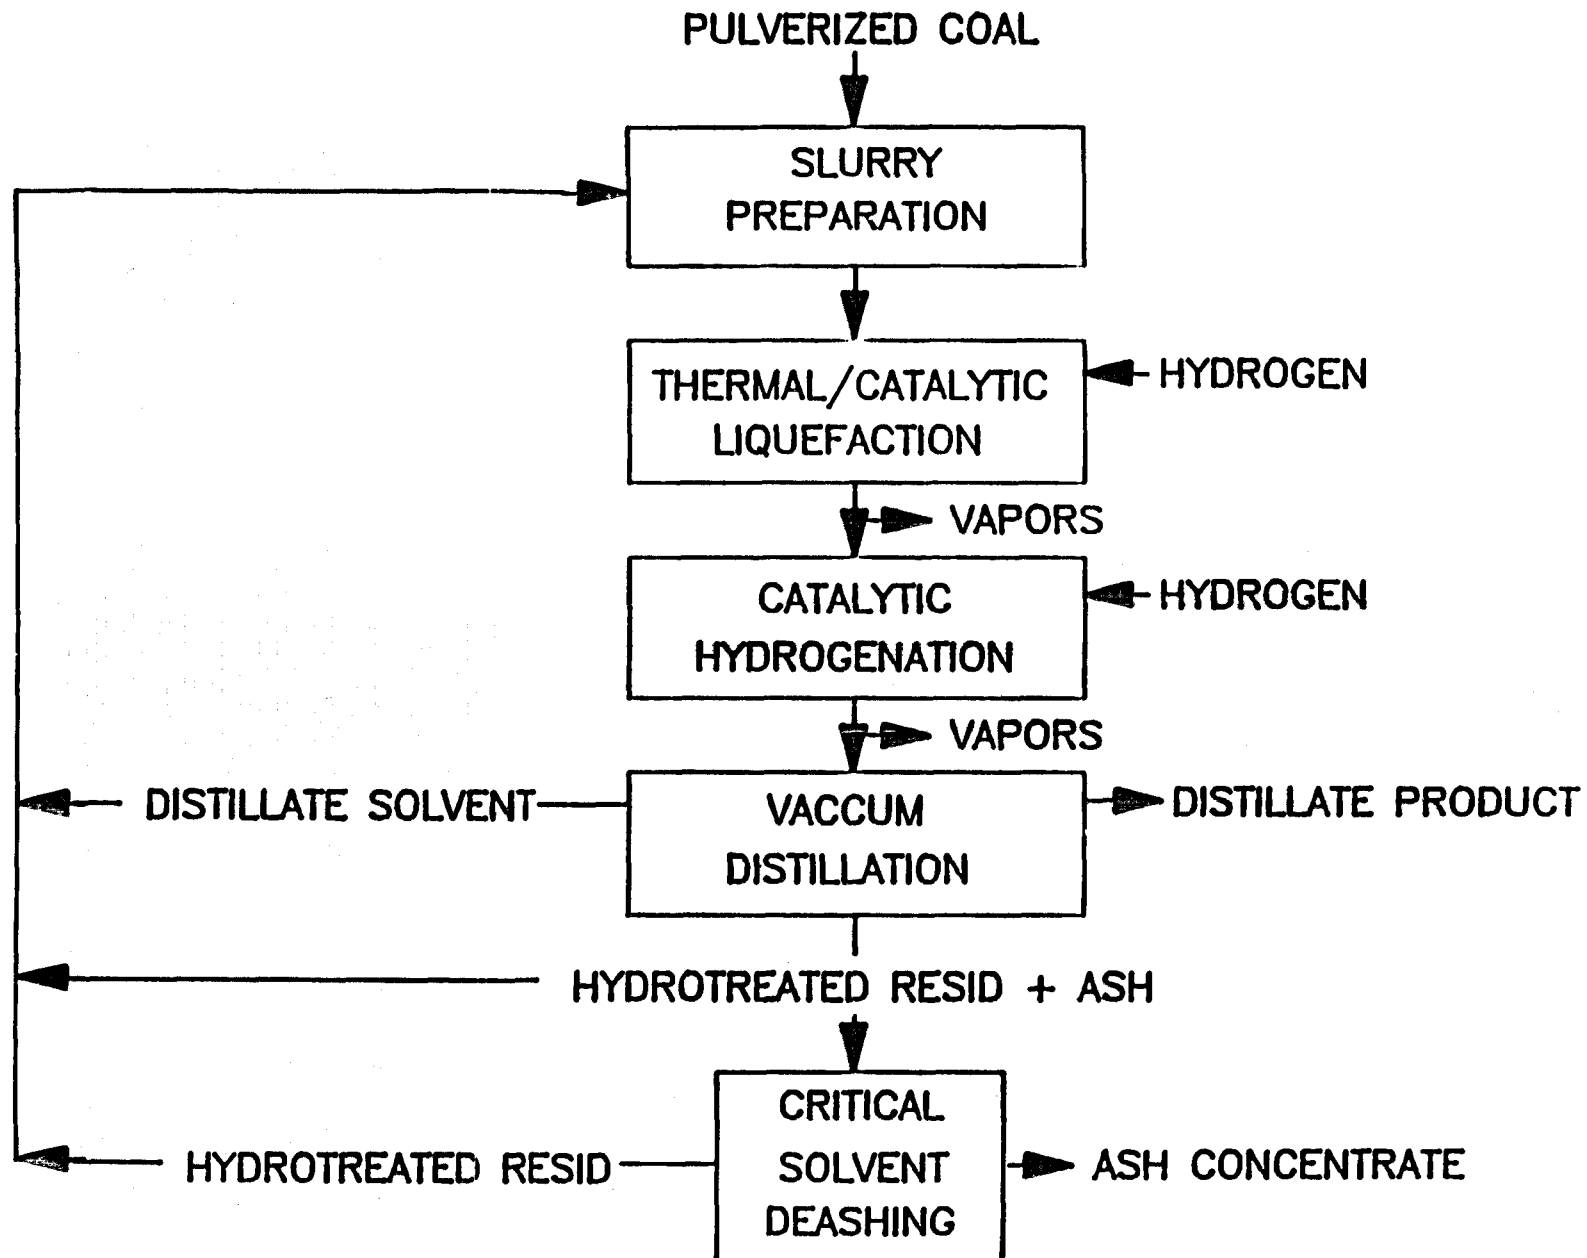 PULVERIZED COAL
SLURRY
PREPARATION
THERMAL/CATALYTIC
LIQUEFACTION
HYDROGEN
VAPORS
CATALYTIC
HYDROGENATION
HYDROGEN
VAPORS
DISTILLATE SOLVENT
VACCUM
DISTILLATION
DISTILLATE PRODUCT
HYDROTREATED RESID + ASH
CRITICAL
SOLVENT
DEASHING
HYDROTREATED RESID
ASH CONCENTRATE